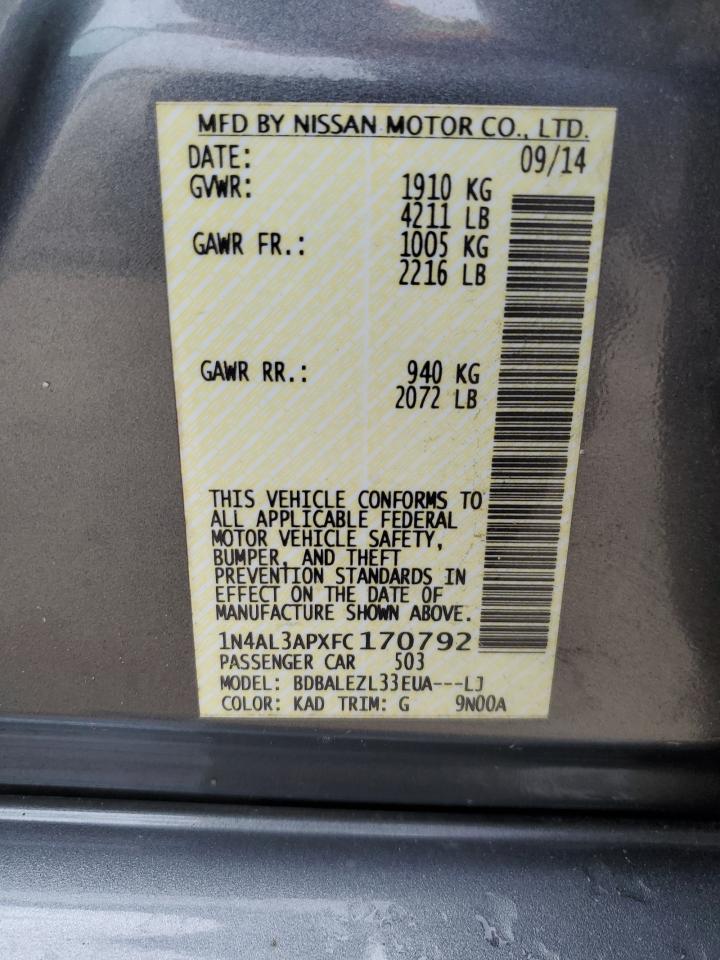 MFD BY NISSAN MOTOR CO., LTD.
DATE: 09/14
GVWR: 1910 KG
4211 LB
GAWR FR.: 1005 KG
2216 LB
GAWR RR.: 940 KG
2072 LB
THIS VEHICLE CONFORMS TO
ALL APPLICABLE FEDERAL
MOTOR VEHICLE SAFETY,
BUMPER, AND THEFT
PREVENTION STANDARDS IN
EFFECT ON THE DATE OF
MANUFACTURE SHOWN ABOVE.
1N4AL3APXFC170792
PASSENGER CAR 503
MODEL: BDBALEZL33EUA---LJ
COLOR: KAD TRIM: G 9N00A